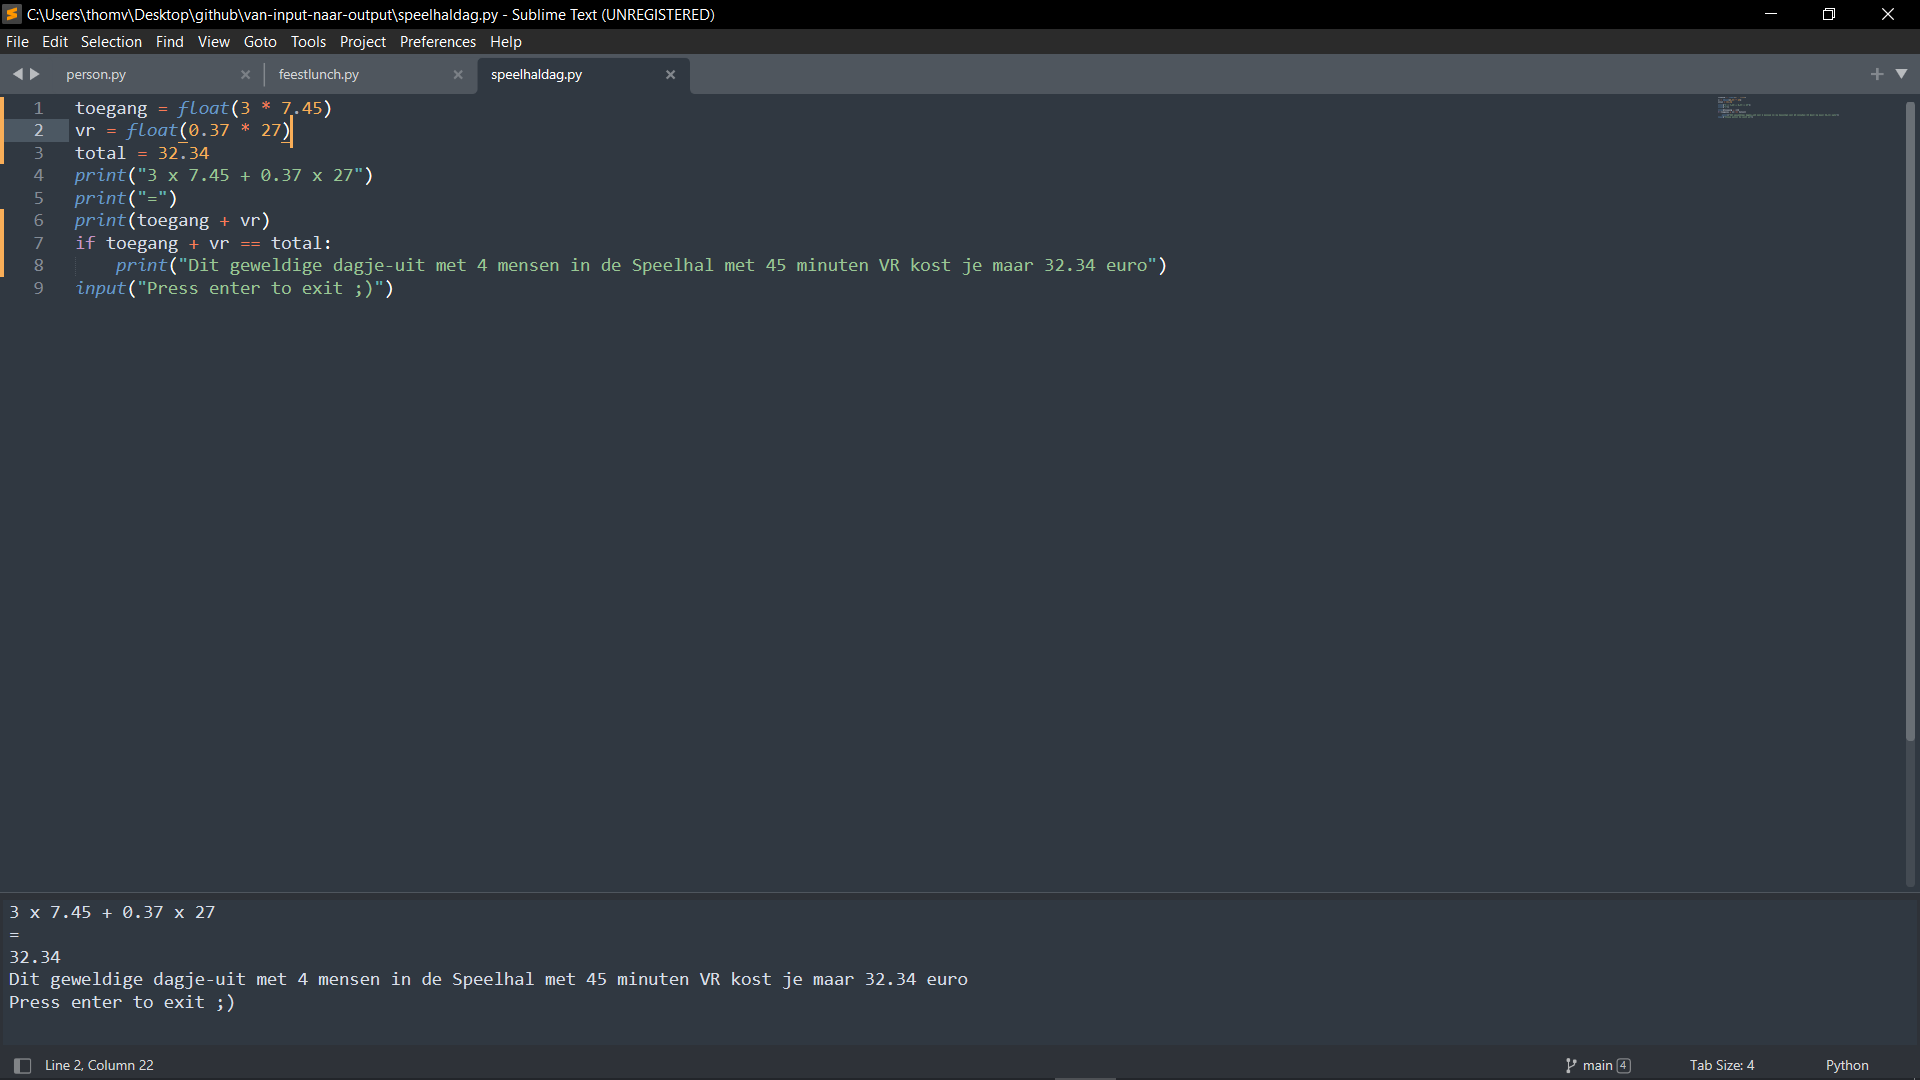 C:\Users\thomv\Desktop\github\van-input-naar-output\speelhaldag.py - Sublime Text (UNREGISTERED)
File Edit Selection Find View Goto Tools Project Preferences Help
person.py feestlunch.py speelhaldag.py
1 toegang = float(3 * 7.45)
2 vr = float(0.37 * 27)
3 total = 32.34
4 print("3 x 7.45 + 0.37 x 27")
5 print("=")
6 print(toegang + vr)
7 if toegang + vr == total:
8 print("Dit geweldige dagje-uit met 4 mensen in de Speelhal met 45 minuten VR kost je maar 32.34 euro")
9 input("Press enter to exit ;)")
3 x 7.45 + 0.37 x 27
=
32.34
Dit geweldige dagje-uit met 4 mensen in de Speelhal met 45 minuten VR kost je maar 32.34 euro
Press enter to exit ;)
Line 2, Column 22 main 4 Tab Size: 4 Python